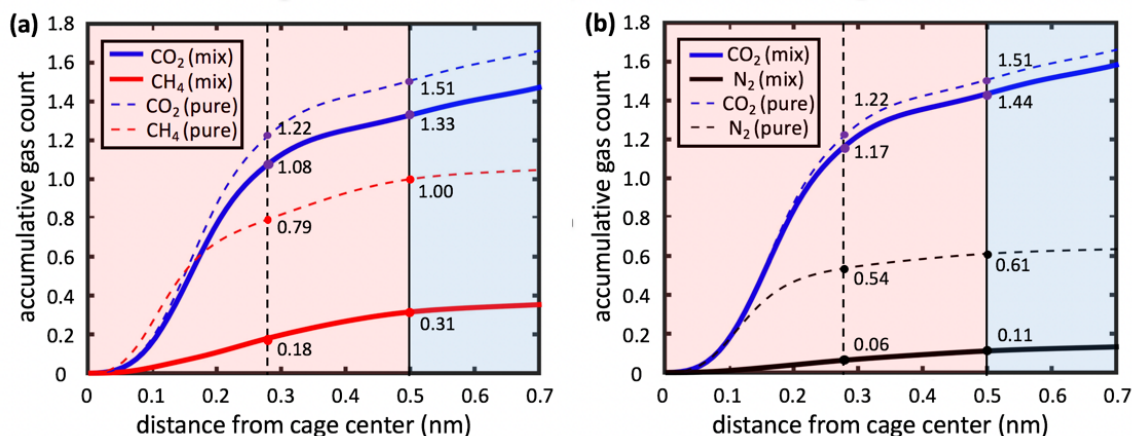 (a)
accumulative gas count
1.8
1.6
1.4
1.2
1.0
0.8
0.6
0.4
0.2
0
CO₂ (mix)
CH₄ (mix)
CO₂ (pure)
CH₄ (pure)
1.51
1.22
1.33
1.08
1.00
0.79
0.31
0.18
0 0.1 0.2 0.3 0.4 0.5 0.6 0.7
distance from cage center (nm)
(b)
accumulative gas count
1.8
1.6
1.4
1.2
1.0
0.8
0.6
0.4
0.2
0
CO₂ (mix)
N₂ (mix)
CO₂ (pure)
N₂ (pure)
1.51
1.22
1.44
1.17
0.61
0.54
0.11
0.06
0 0.1 0.2 0.3 0.4 0.5 0.6 0.7
distance from cage center (nm)